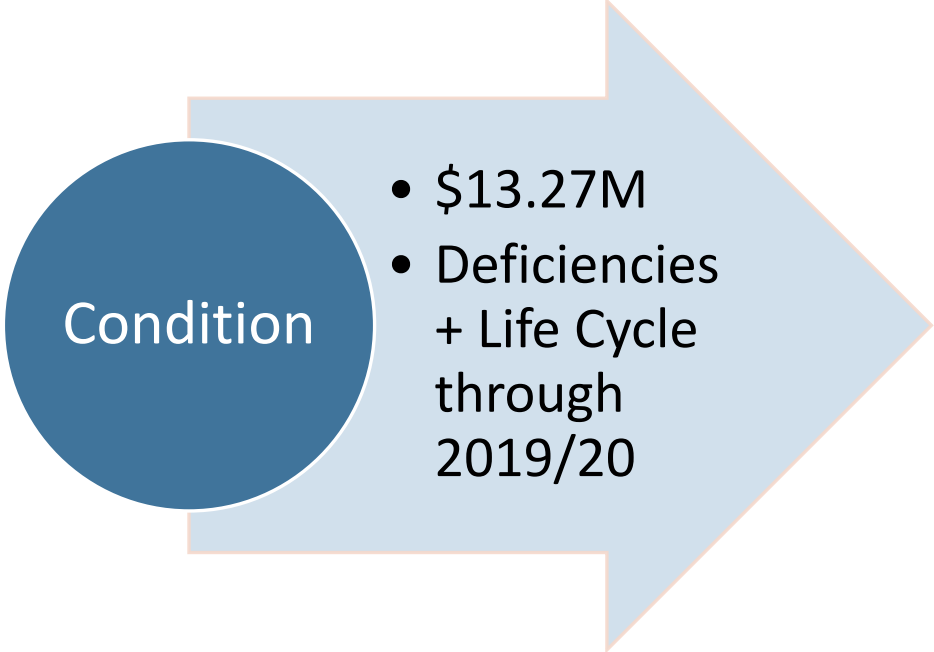 Condition
• $13.27M
• Deficiencies
+ Life Cycle
through
2019/20